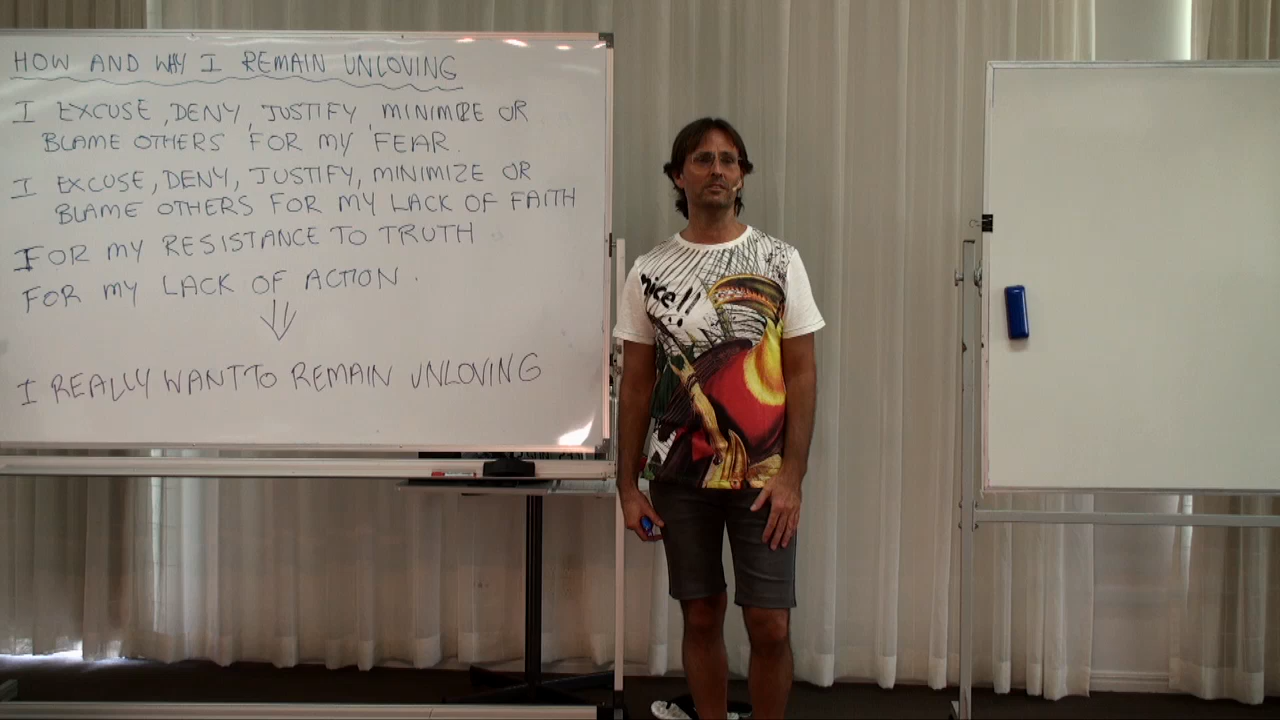 HOW AND WHY I REMAIN UNLOVING
I EXCUSE, DENY, JUSTIFY, MINIMIZE OR
BLAME OTHERS FOR MY FEAR.
I EXCUSE, DENY, JUSTIFY, MINIMIZE OR
BLAME OTHERS FOR MY LACK OF FAITH
FOR MY RESISTANCE TO TRUTH
FOR MY LACK OF ACTION.
I REALLY WANT TO REMAIN UNLOVING
nice!!